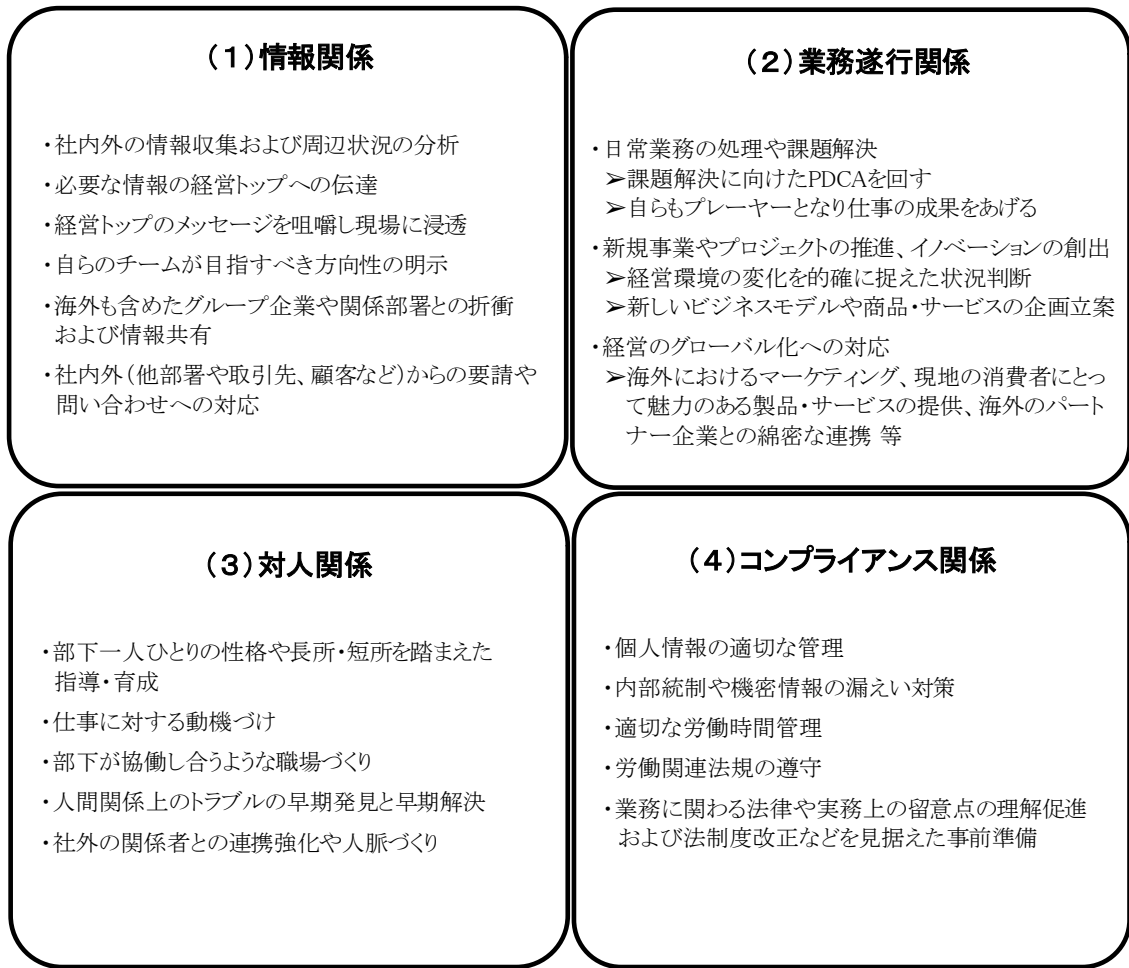 （１）情報関係
・社内外の情報収集および周辺状況の分析
・必要な情報の経営トップへの伝達
・経営トップのメッセージを咀嚼し現場に浸透
・自らのチームが目指すべき方向性の明示
・海外も含めたグループ企業や関係部署との折衝
および情報共有
・社内外（他部署や取引先、顧客など）からの要請や
問い合わせへの対応
（２）業務遂行関係
・日常業務の処理や課題解決
➢課題解決に向けたPDCAを回す
➢自らもプレーヤーとなり仕事の成果をあげる
・新規事業やプロジェクトの推進、イノベーションの創出
➢経営環境の変化を的確に捉えた状況判断
➢新しいビジネスモデルや商品・サービスの企画立案
・経営のグローバル化への対応
➢海外におけるマーケティング、現地の消費者にとっ
て魅力のある製品・サービスの提供、海外のパート
ナー企業との綿密な連携 等
（３）対人関係
・部下一人ひとりの性格や長所・短所を踏まえた
指導・育成
・仕事に対する動機づけ
・部下が協働し合うような職場づくり
・人間関係上のトラブルの早期発見と早期解決
・社外の関係者との連携強化や人脈づくり
（４）コンプライアンス関係
・個人情報の適切な管理
・内部統制や機密情報の漏えい対策
・適切な労働時間管理
・労働関連法規の遵守
・業務に関わる法律や実務上の留意点の理解促進
および法制度改正などを見据えた事前準備